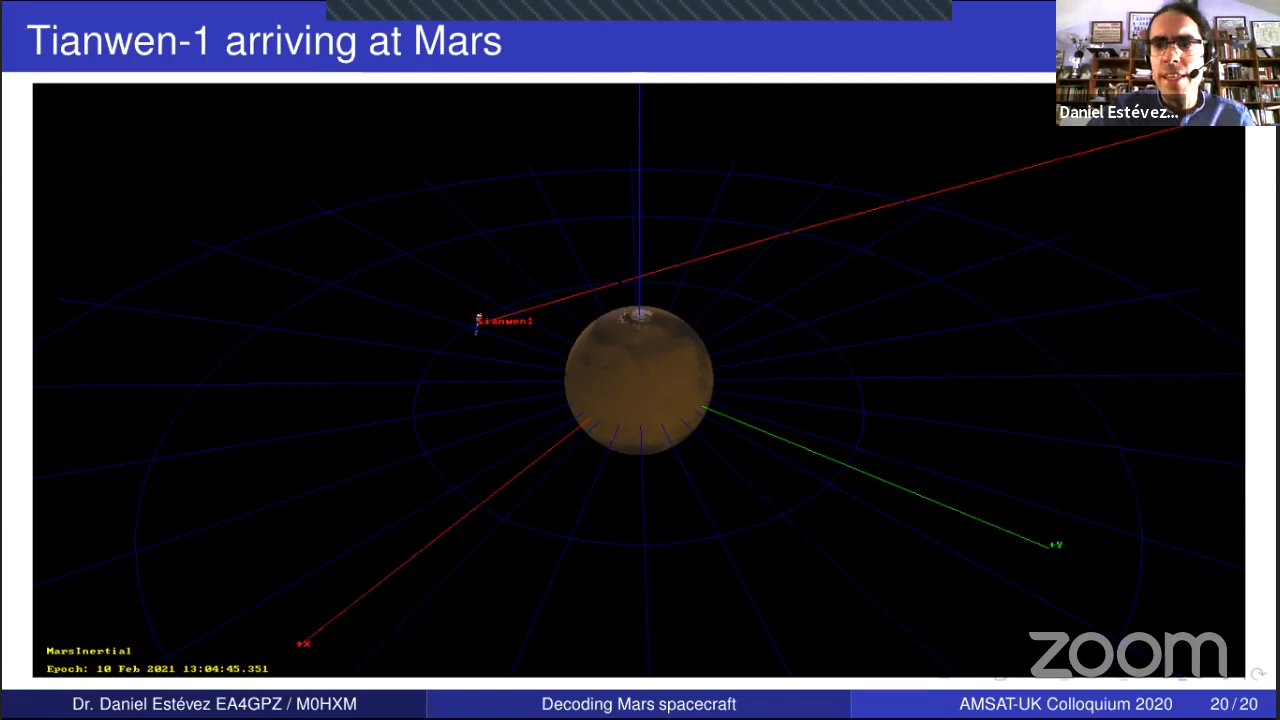 Tianwen-1 arriving at Mars
Daniel Estévez...
Tianwen1
+Y
+X
MarsInertial
Epoch: 10 Feb 2021 13:04:45.351
zoom
Dr. Daniel Estévez EA4GPZ / M0HXM
Decoding Mars spacecraft
AMSAT-UK Colloquium 2020
20 / 20